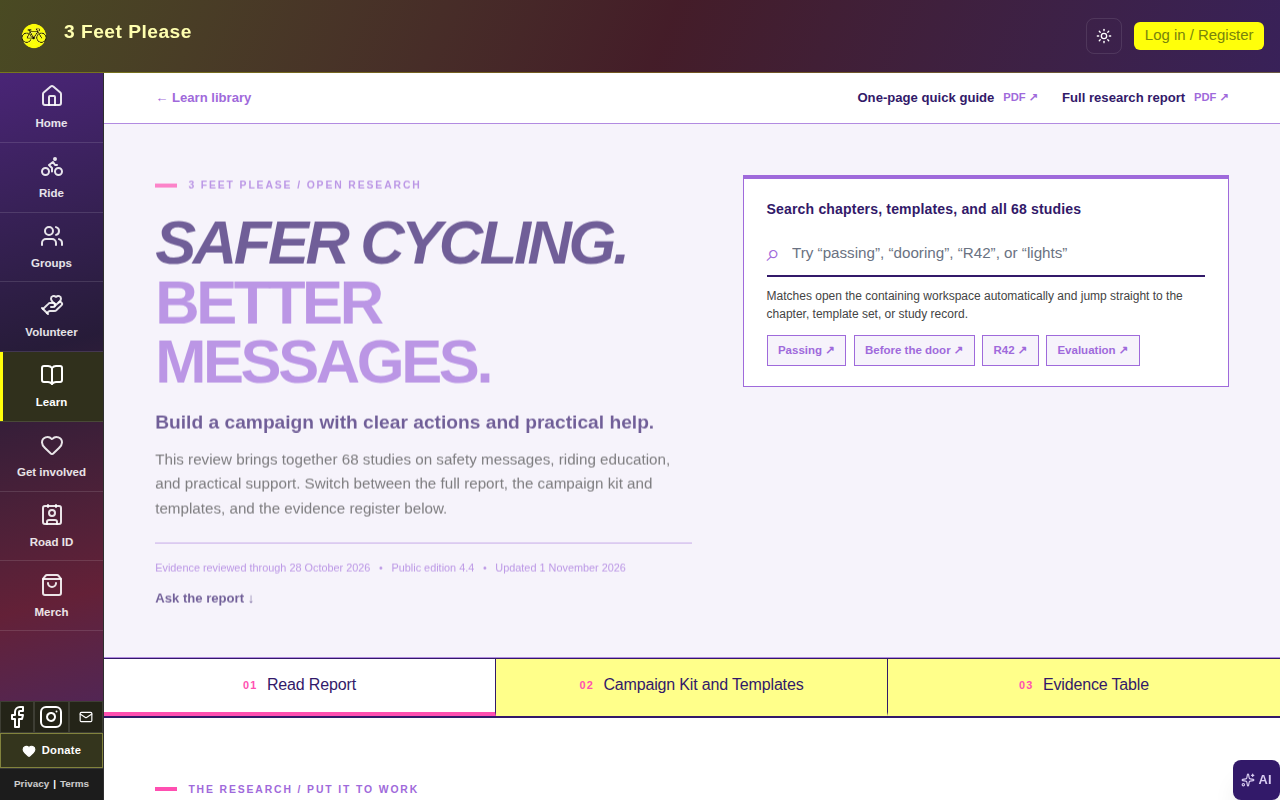 3 Feet Please
Log in / Register
Home
Ride
Groups
Volunteer
Learn
Get involved
Road ID
Merch
Donate
Privacy | Terms
← Learn library
One-page quick guide PDF ↗
Full research report PDF ↗
3 FEET PLEASE / OPEN RESEARCH
SAFER CYCLING.
BETTER
MESSAGES.
Build a campaign with clear actions and practical help.
This review brings together 68 studies on safety messages, riding education,
and practical support. Switch between the full report, the campaign kit and
templates, and the evidence register below.
Evidence reviewed through 28 October 2026 • Public edition 4.4 • Updated 1 November 2026
Ask the report ↓
Search chapters, templates, and all 68 studies
Try “passing”, “dooring”, “R42”, or “lights”
Matches open the containing workspace automatically and jump straight to the
chapter, template set, or study record.
Passing ↗
Before the door ↗
R42 ↗
Evaluation ↗
01 Read Report
02 Campaign Kit and Templates
03 Evidence Table
THE RESEARCH / PUT IT TO WORK
AI